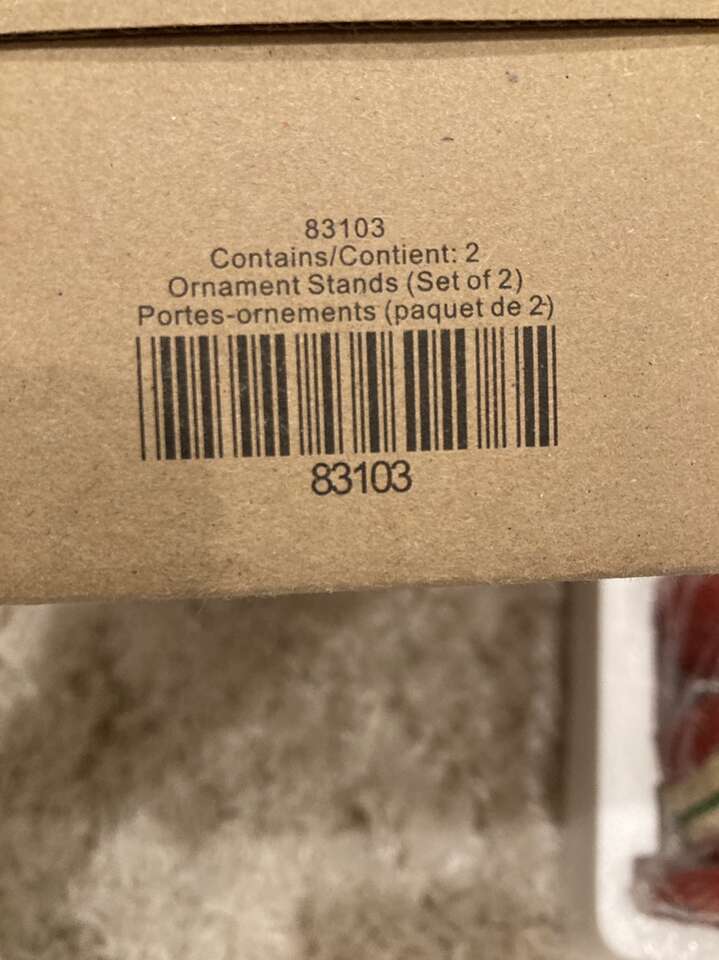 83103
Contains/Contient: 2
Ornament Stands (Set of 2)
Portes-ornements (paquet de 2)
83103